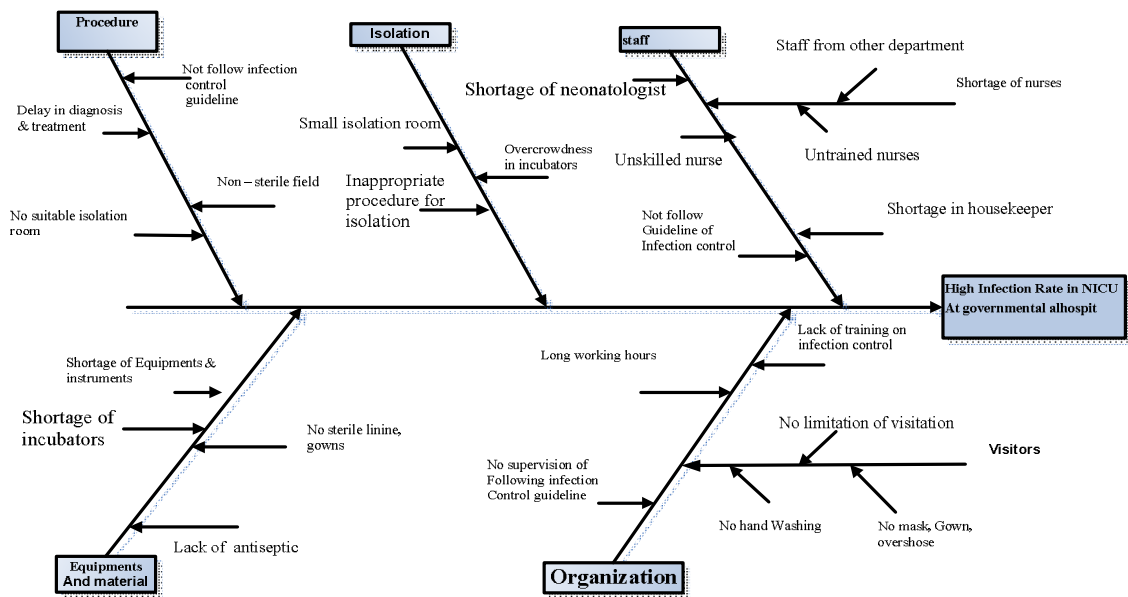 Procedure
Isolation
staff
Not follow infection
control
guideline
Delay in diagnosis
& treatment
Non – sterile field
No suitable isolation
room
Small isolation room
Overcrowdness
in incubators
Inappropriate
procedure for
isolation
Shortage of neonatologist
Staff from other department
Shortage of nurses
Untrained nurses
Unskilled nurse
Shortage in housekeeper
Not follow
Guideline of
Infection control
High Infection Rate in NICU
At governmental alhospit
Shortage of Equipments &
instruments
Shortage of
incubators
No sterile linine,
gowns
Lack of antiseptic
Equipments
And material
Long working hours
Lack of training on
infection control
No limitation of visitation
Visitors
No supervision of
Following infection
Control guideline
No hand Washing
No mask, Gown,
overshose
Organization